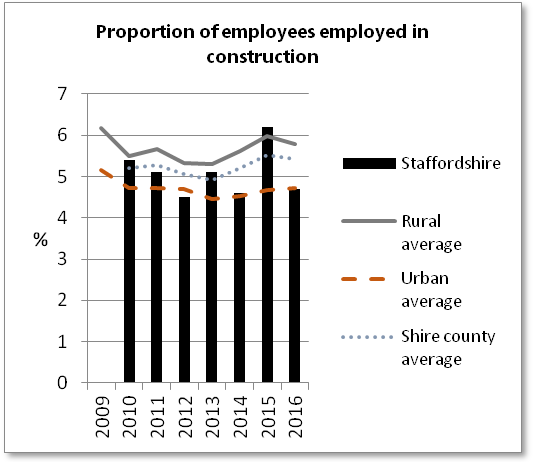 Proportion of employees employed in
construction
7
6
5
4
3
2
1
0
%
2009
2010
2011
2012
2013
2014
2015
2016
Staffordshire
Rural
average
Urban
average
Shire county
average